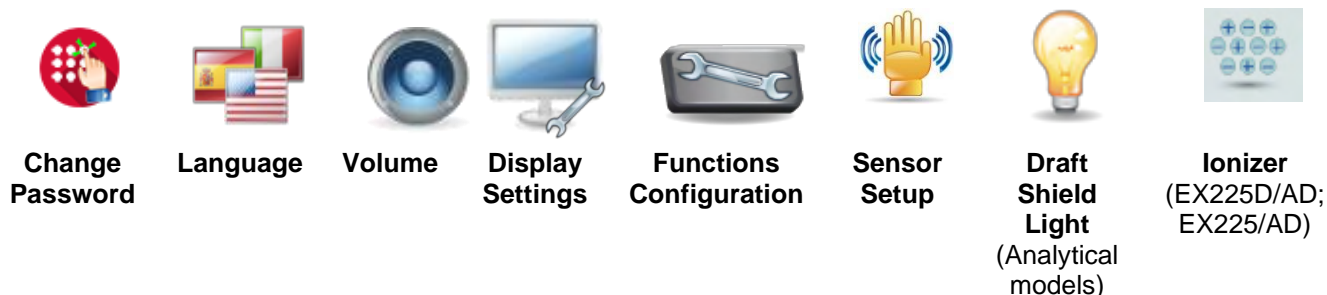 Change
Password
Language
Volume
Display
Settings
Functions
Configuration
Sensor
Setup
Draft
Shield
Light
(Analytical
models)
Ionizer
(EX225D/AD;
EX225/AD)